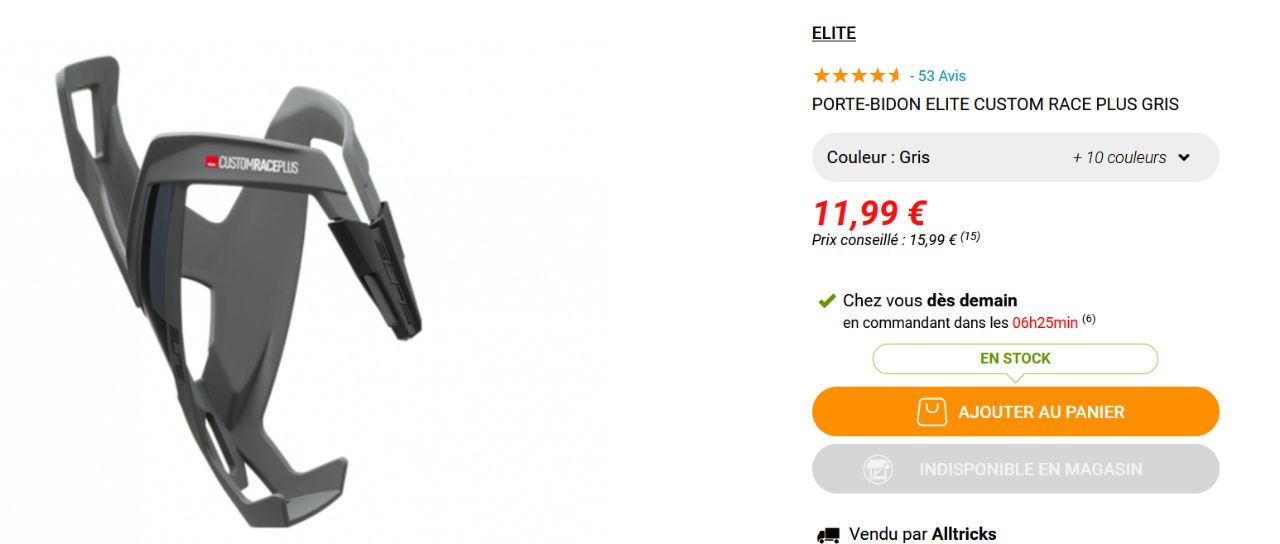 ELITE
- 53 Avis
PORTE-BIDON ELITE CUSTOM RACE PLUS GRIS
Couleur : Gris
+ 10 couleurs
11,99 €
Prix conseillé : 15,99 € (15)
Chez vous dès demain
en commandant dans les 06h25min (6)
EN STOCK
AJOUTER AU PANIER
INDISPONIBLE EN MAGASIN
Vendu par Alltricks
CUSTOMRACEPLUS
ELITE
ELITE